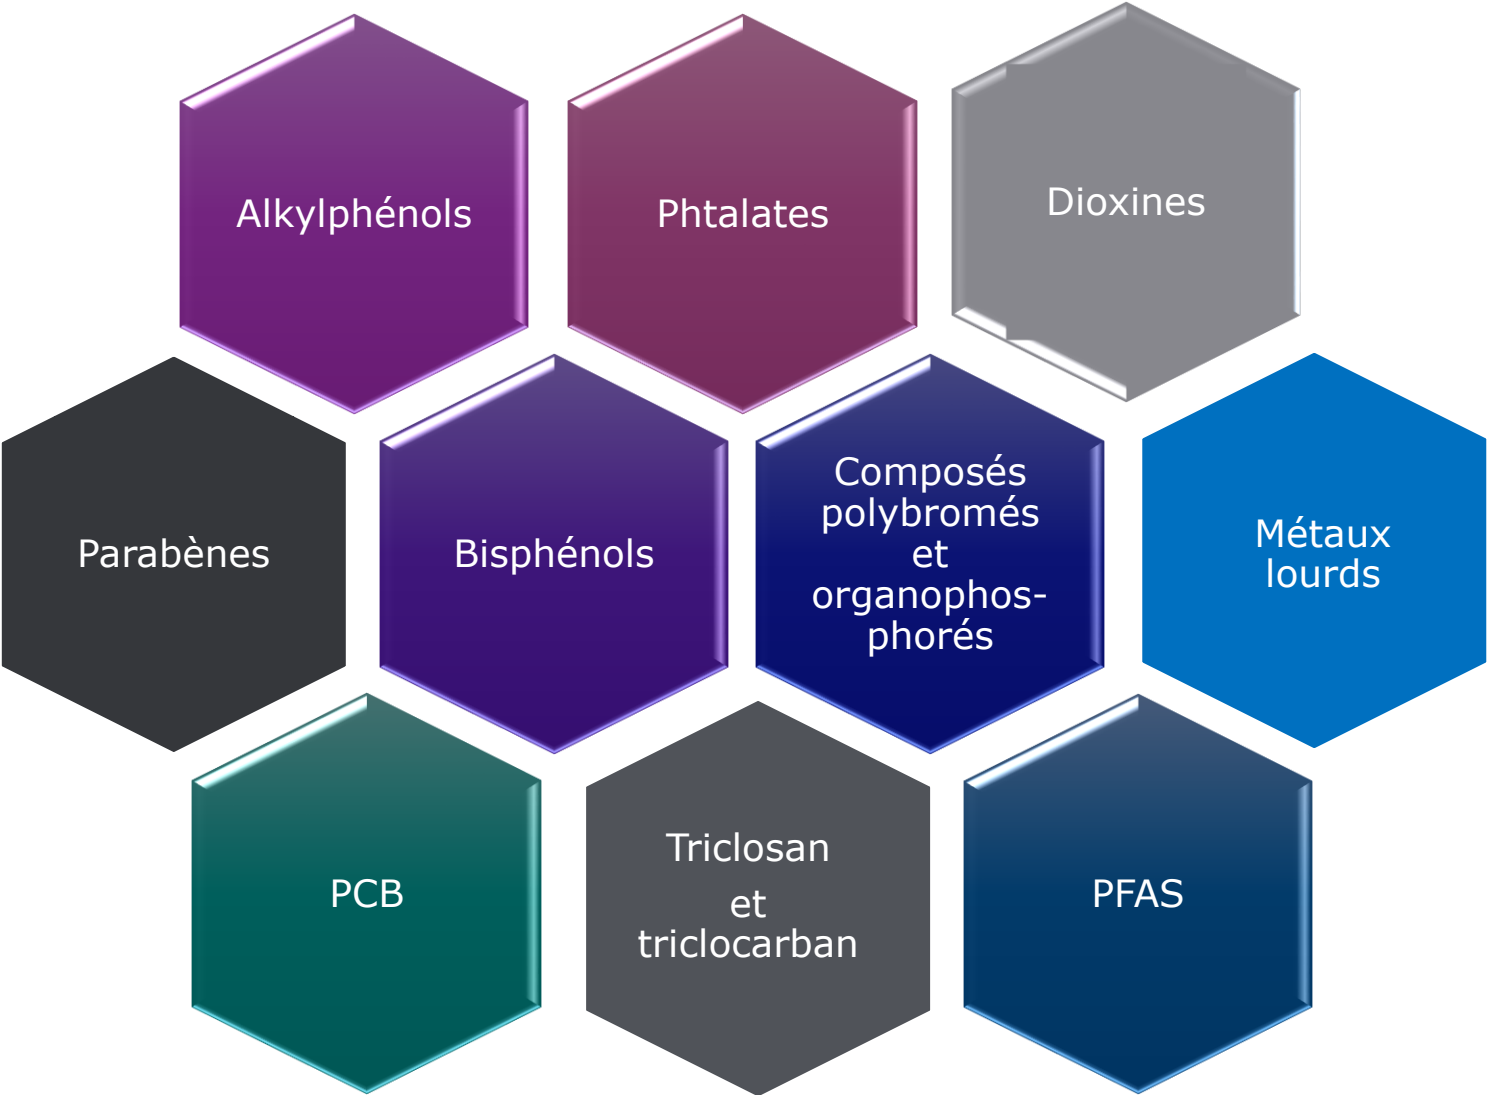 Alkylphénols
Phtalates
Dioxines
Parabènes
Bisphénols
Composés
polybromés
et
organophos-
phorés
Métaux
lourds
PCB
Triclosan
et
triclocarban
PFAS